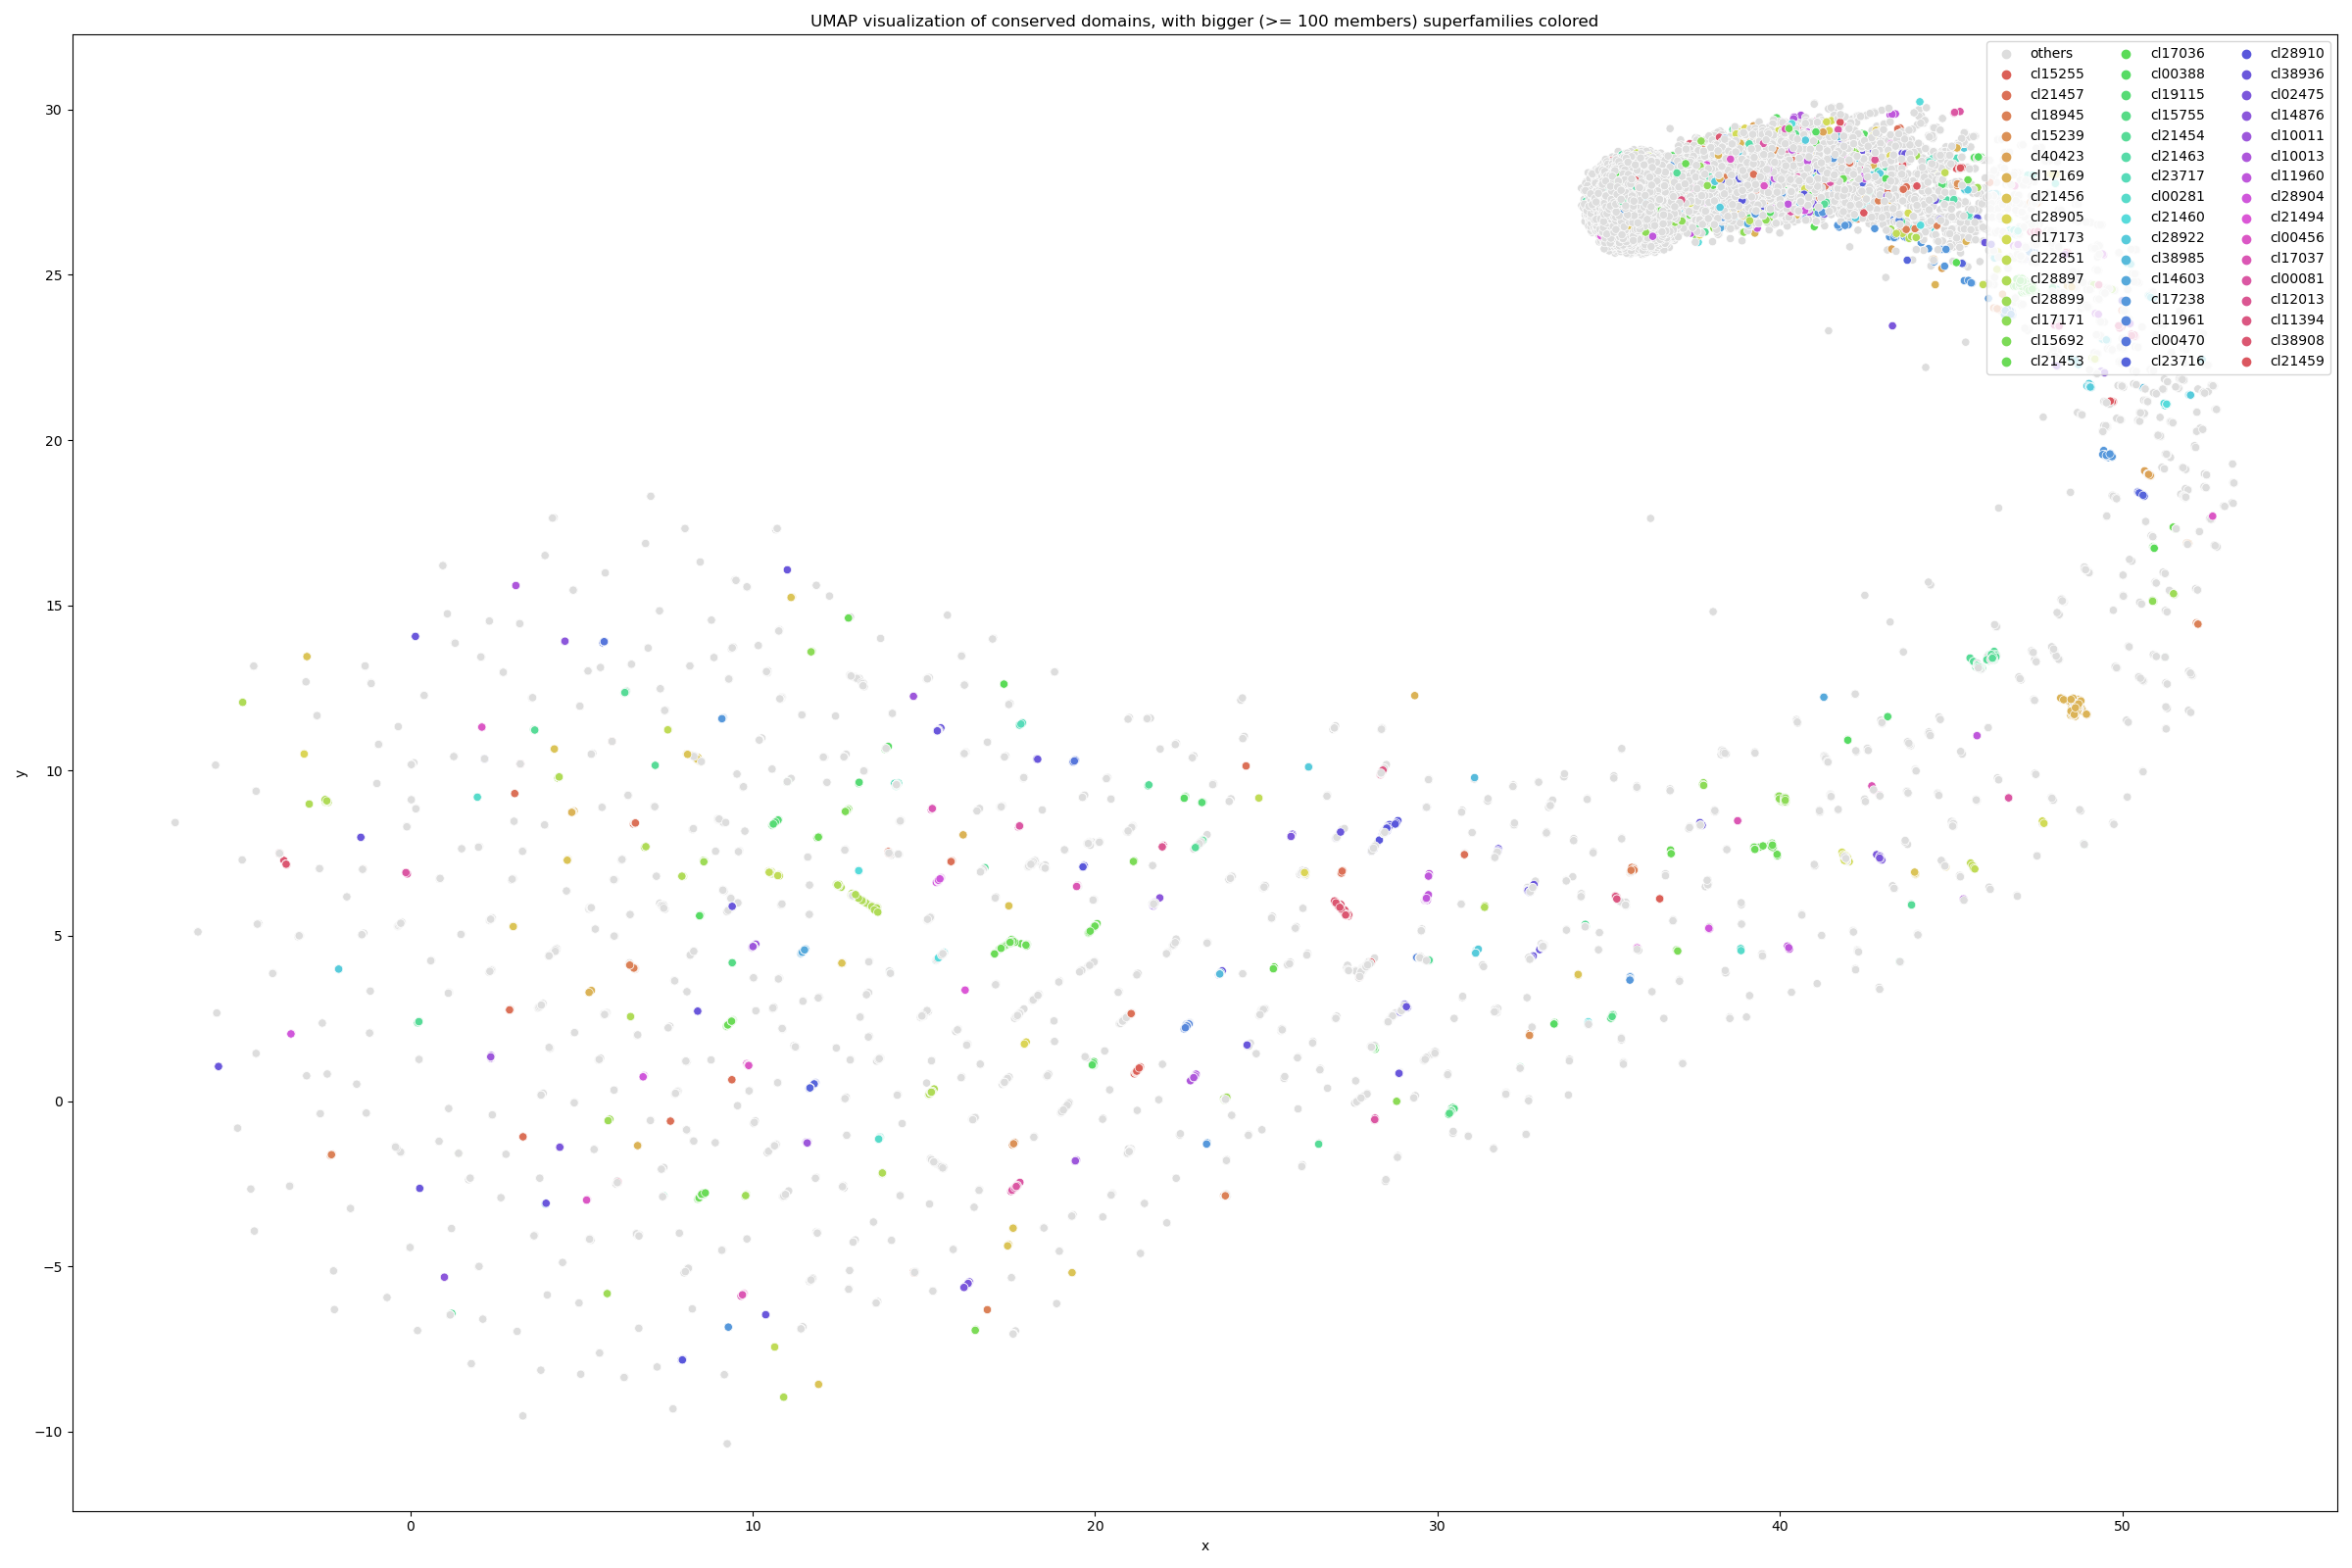 UMAP visualization of conserved domains, with bigger (>= 100 members) superfamilies colored
others
cl15255
cl21457
cl18945
cl15239
cl40423
cl17169
cl21456
cl28905
cl17173
cl22851
cl28897
cl28899
cl17171
cl15692
cl21453
cl17036
cl00388
cl19115
cl15755
cl21454
cl21463
cl23717
cl00281
cl21460
cl28922
cl38985
cl14603
cl17238
cl11961
cl00470
cl23716
cl28910
cl38936
cl02475
cl14876
cl10011
cl10013
cl11960
cl28904
cl21494
cl00456
cl17037
cl00081
cl12013
cl11394
cl38908
cl21459
30
25
20
15
10
5
0
−5
−10
y
0 10 20 30 40 50
x